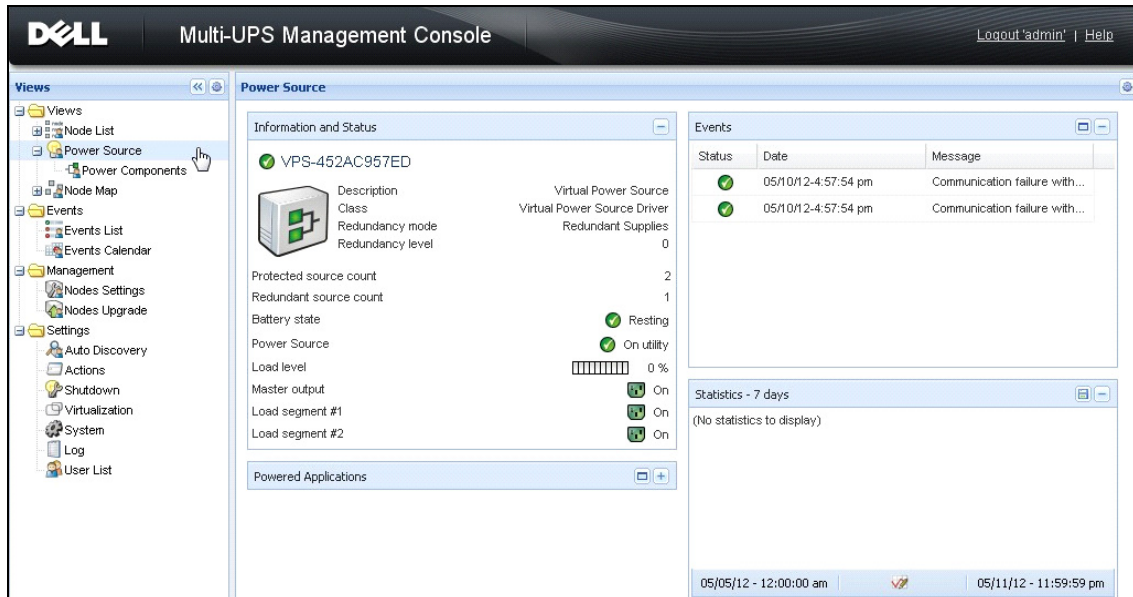 DELL
Multi-UPS Management Console
Logout 'admin' | Help
Views
Views
Node List
Power Source
Power Components
Node Map
Events
Events List
Events Calendar
Management
Nodes Settings
Nodes Upgrade
Settings
Auto Discovery
Actions
Shutdown
Virtualization
System
Log
User List
Power Source
Information and Status
VPS-452AC957ED
Description Virtual Power Source
Class Virtual Power Source Driver
Redundancy mode Redundant Supplies
Redundancy level 0
Protected source count 2
Redundant source count 1
Battery state Resting
Power Source On utility
Load level 0 %
Master output On
Load segment #1 On
Load segment #2 On
Powered Applications
Events
Status Date Message
05/10/12-4:57:54 pm Communication failure with...
05/10/12-4:57:54 pm Communication failure with...
Statistics - 7 days
(No statistics to display)
05/05/12 - 12:00:00 am 05/11/12 - 11:59:59 pm